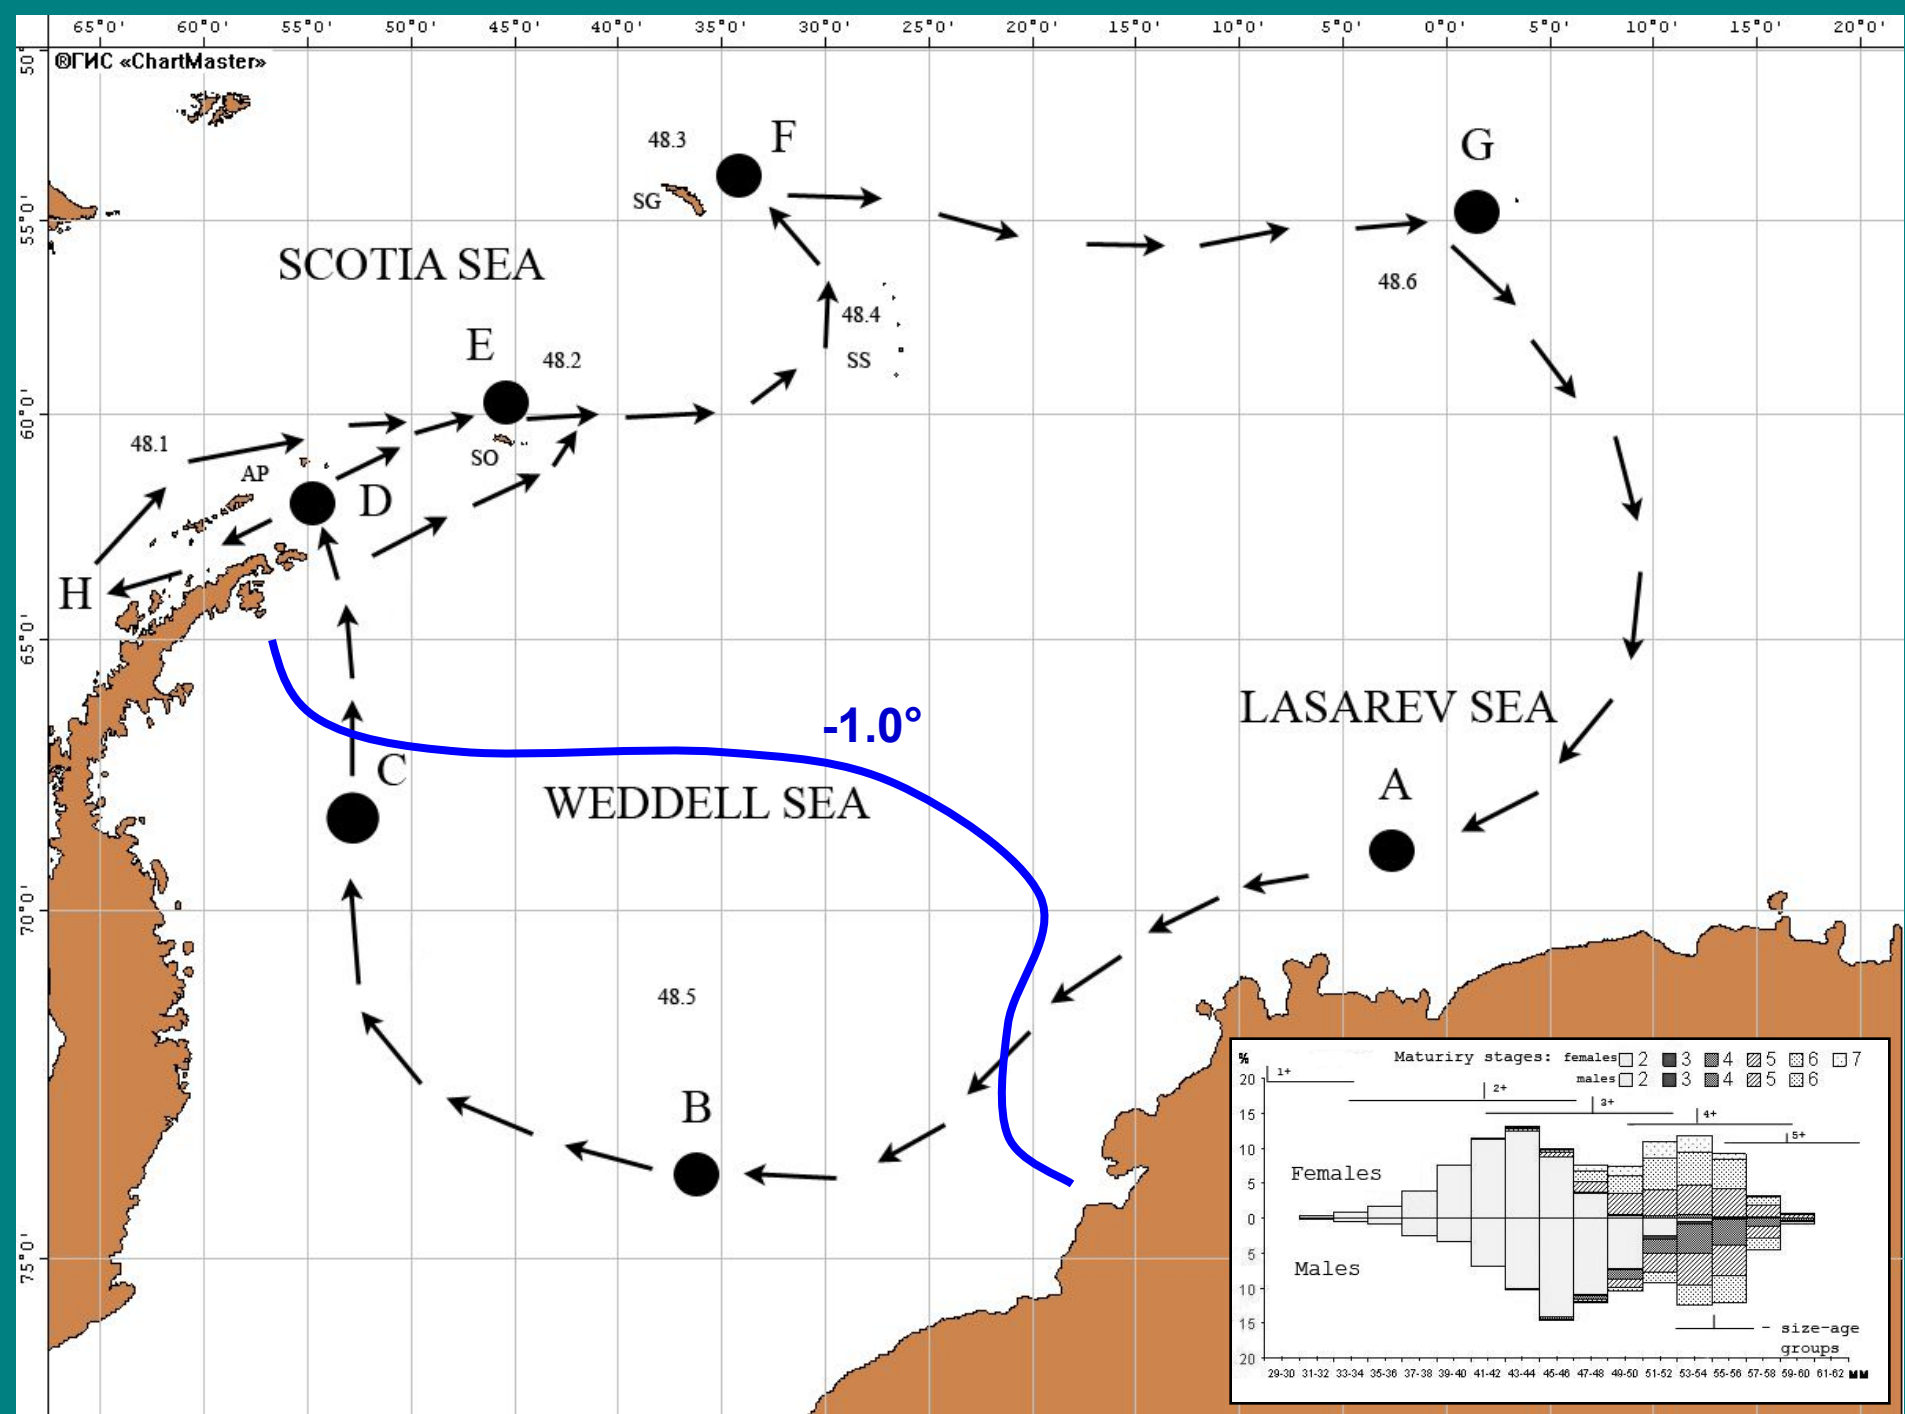 65°0' 60°0' 55°0' 50°0' 45°0' 40°0' 35°0' 30°0' 25°0' 20°0' 15°0' 10°0' 5°0' 0°0' 5°0' 10°0' 15°0' 20°0'
50°
®ГИС «ChartMaster»
48.3
F
G
SG
55°0'
SCOTIA SEA
48.6
48.4
E
48.2
SS
60°0'
48.1
SO
AP
D
H
65°0'
LASAREV SEA
-1.0°
C
A
WEDDELL SEA
70°0'
48.5
B
75°0'
%
Maturiry stages: females 2 3 4 5 6 7
males 2 3 4 5 6
20
1+
2+
15
3+
4+
5+
10
Females
5
0
5
Males
10
15
- size-age
groups
20
29-30 31-32 33-34 35-36 37-38 39-40 41-42 43-44 45-46 47-48 49-50 51-52 53-54 55-56 57-58 59-60 61-62 мм